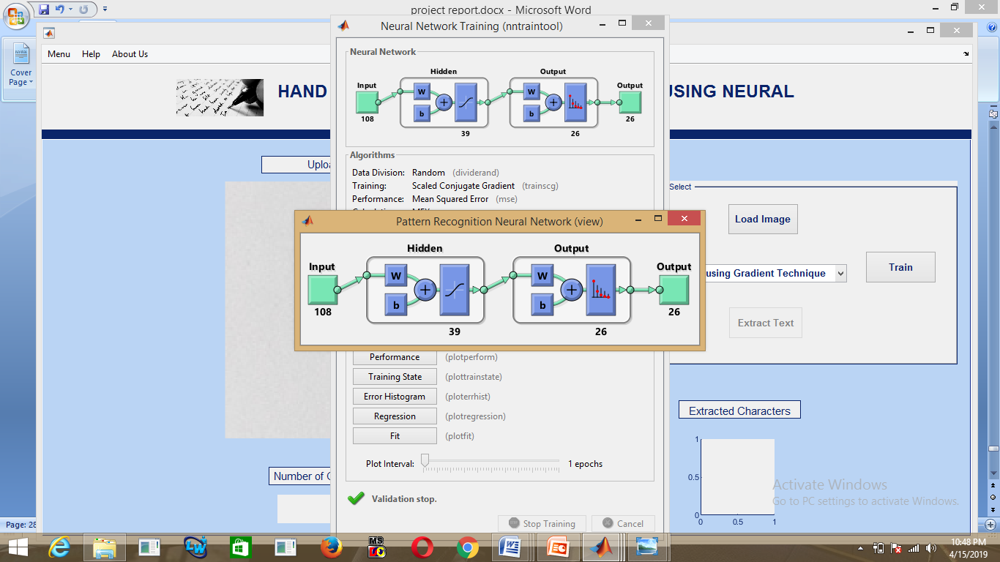 project report.docx - Microsoft Word
Neural Network Training (nntraintool)
Menu Help About Us
Cover
Page
HAND
USING NEURAL
Neural Network
Hidden
Output
Input
Output
W
b
W
b
108
26
39
26
Algorithms
Data Division: Random (dividerand)
Training: Scaled Conjugate Gradient (trainscg)
Performance: Mean Squared Error (mse)
Select
Load Image
using Gradient Technique
Train
Extract Text
Pattern Recognition Neural Network (view)
Hidden
Output
Input
Output
W
b
W
b
108
26
39
26
Performance (plotperform)
Training State (plottrainstate)
Error Histogram (ploterrhist)
Regression (plotregression)
Fit (plotfit)
Plot Interval: 1 epochs
Validation stop.
Stop Training Cancel
Number of
Extracted Characters
1
0.5
0
0 0.5 1
Activate Windows
Go to PC settings to activate Windows.
Page: 28
MS
10:48 PM
4/15/2019